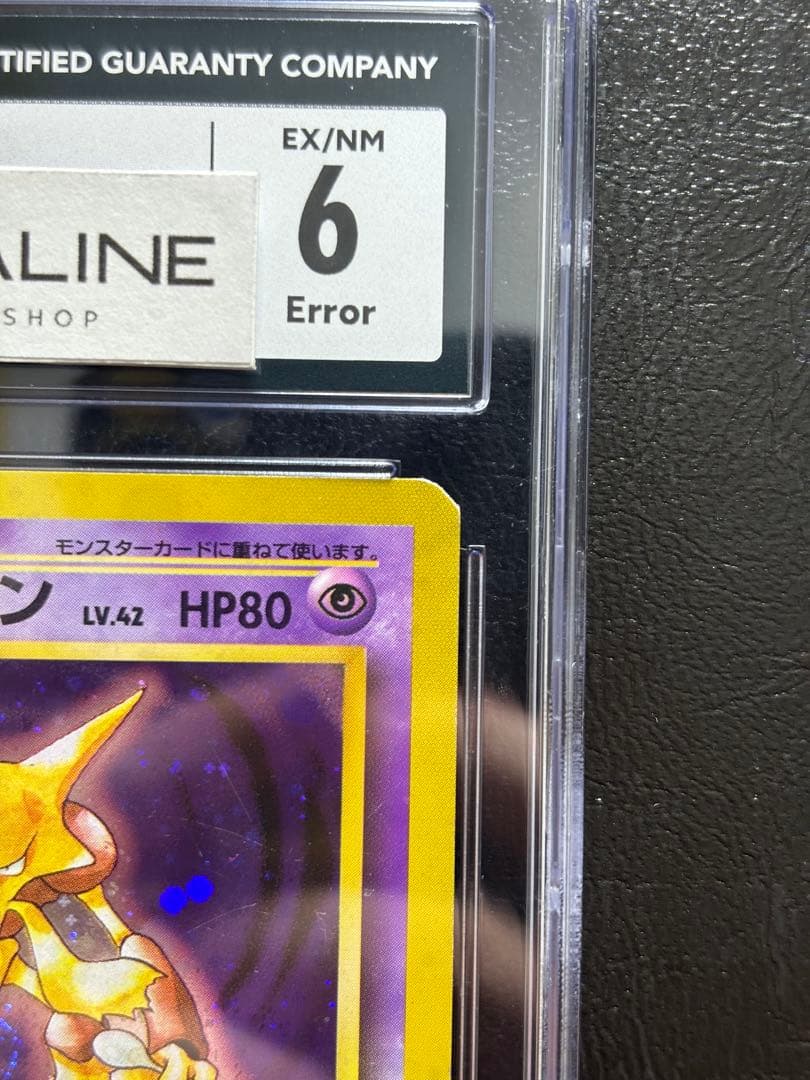 TIFIED GUARANTY COMPANY
EX/NM
6
Error
ALINE
SHOP
モンスターカードに重ねて使います。
ン LV.42 HP80